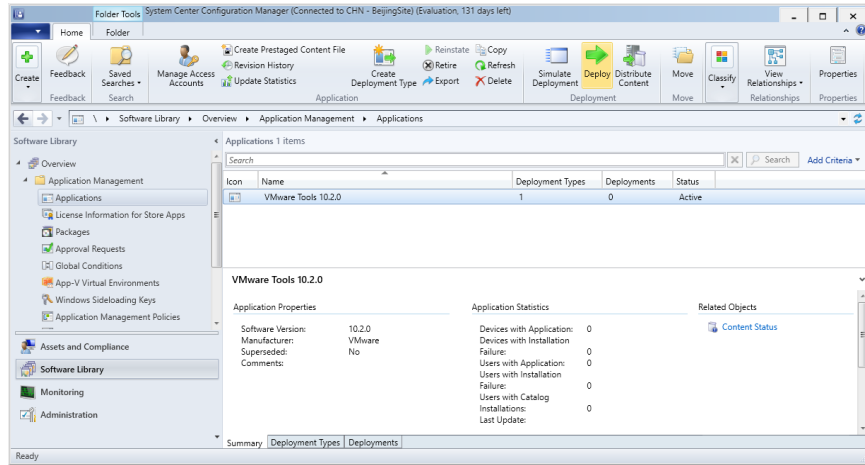 Folder Tools System Center Configuration Manager (Connected to CHN - BeijingSite) (Evaluation, 131 days left)
Home Folder
Create Feedback Saved Searches Manage Access Accounts Create Prestaged Content File Revision History Update Statistics Create Deployment Type Reinstate Retire Export Copy Refresh Delete Simulate Deployment Deploy Distribute Content Move Classify View Relationships Properties
Feedback Search Application Deployment Move Relationships Properties
\ Software Library Overview Application Management Applications
Software Library
Overview
Application Management
Applications
License Information for Store Apps
Packages
Approval Requests
Global Conditions
App-V Virtual Environments
Windows Sideloading Keys
Application Management Policies
Assets and Compliance
Software Library
Monitoring
Administration
Applications 1 items
Search Search Add Criteria
Icon Name Deployment Types Deployments Status
VMware Tools 10.2.0 1 0 Active
VMware Tools 10.2.0
Application Properties
Software Version: 10.2.0
Manufacturer: VMware
Superseded: No
Comments:
Application Statistics
Devices with Application: 0
Devices with Installation
Failure: 0
Users with Application: 0
Users with Installation
Failure: 0
Users with Catalog
Installations: 0
Last Update:
Related Objects
Content Status
Summary Deployment Types Deployments
Ready